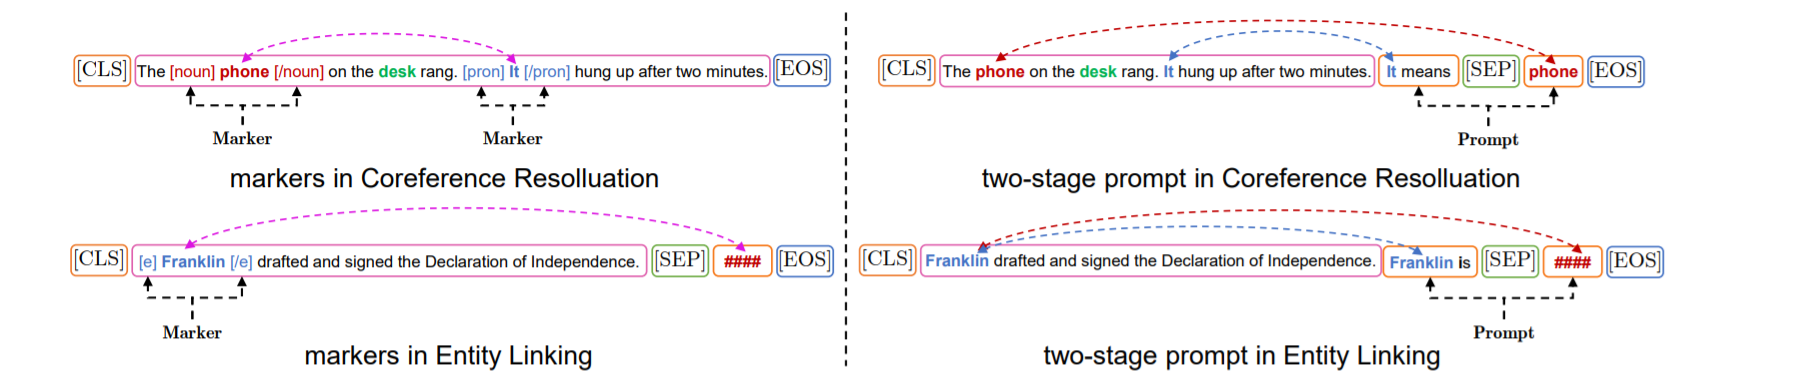 [CLS] The [noun] phone [/noun] on the desk rang. [pron] It [/pron] hung up after two minutes. [EOS]
Marker Marker
markers in Coreference Resolluation
[CLS] [e] Franklin [/e] drafted and signed the Declaration of Independence. [SEP] #### [EOS]
Marker
markers in Entity Linking
[CLS] The phone on the desk rang. It hung up after two minutes. It means [SEP] phone [EOS]
Prompt
two-stage prompt in Coreference Resolluation
[CLS] Franklin drafted and signed the Declaration of Independence. Franklin is [SEP] #### [EOS]
Prompt
two-stage prompt in Entity Linking